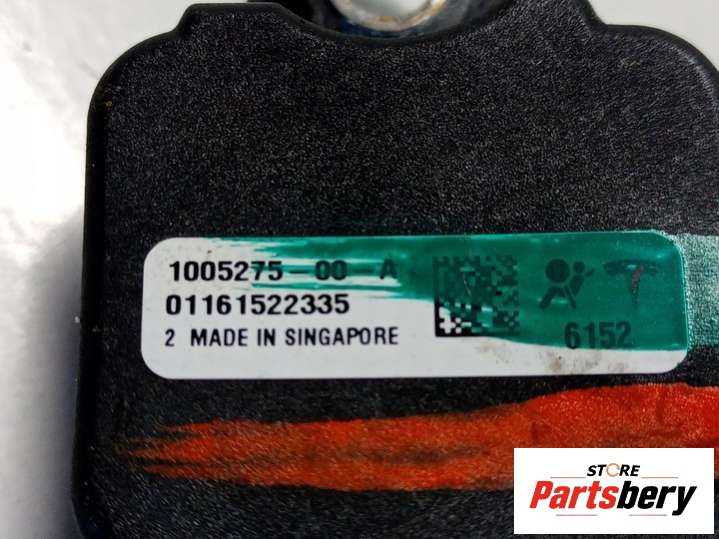 1005275-00-A
01161522335
2 MADE IN SINGAPORE
6152
STORE
Partsbery